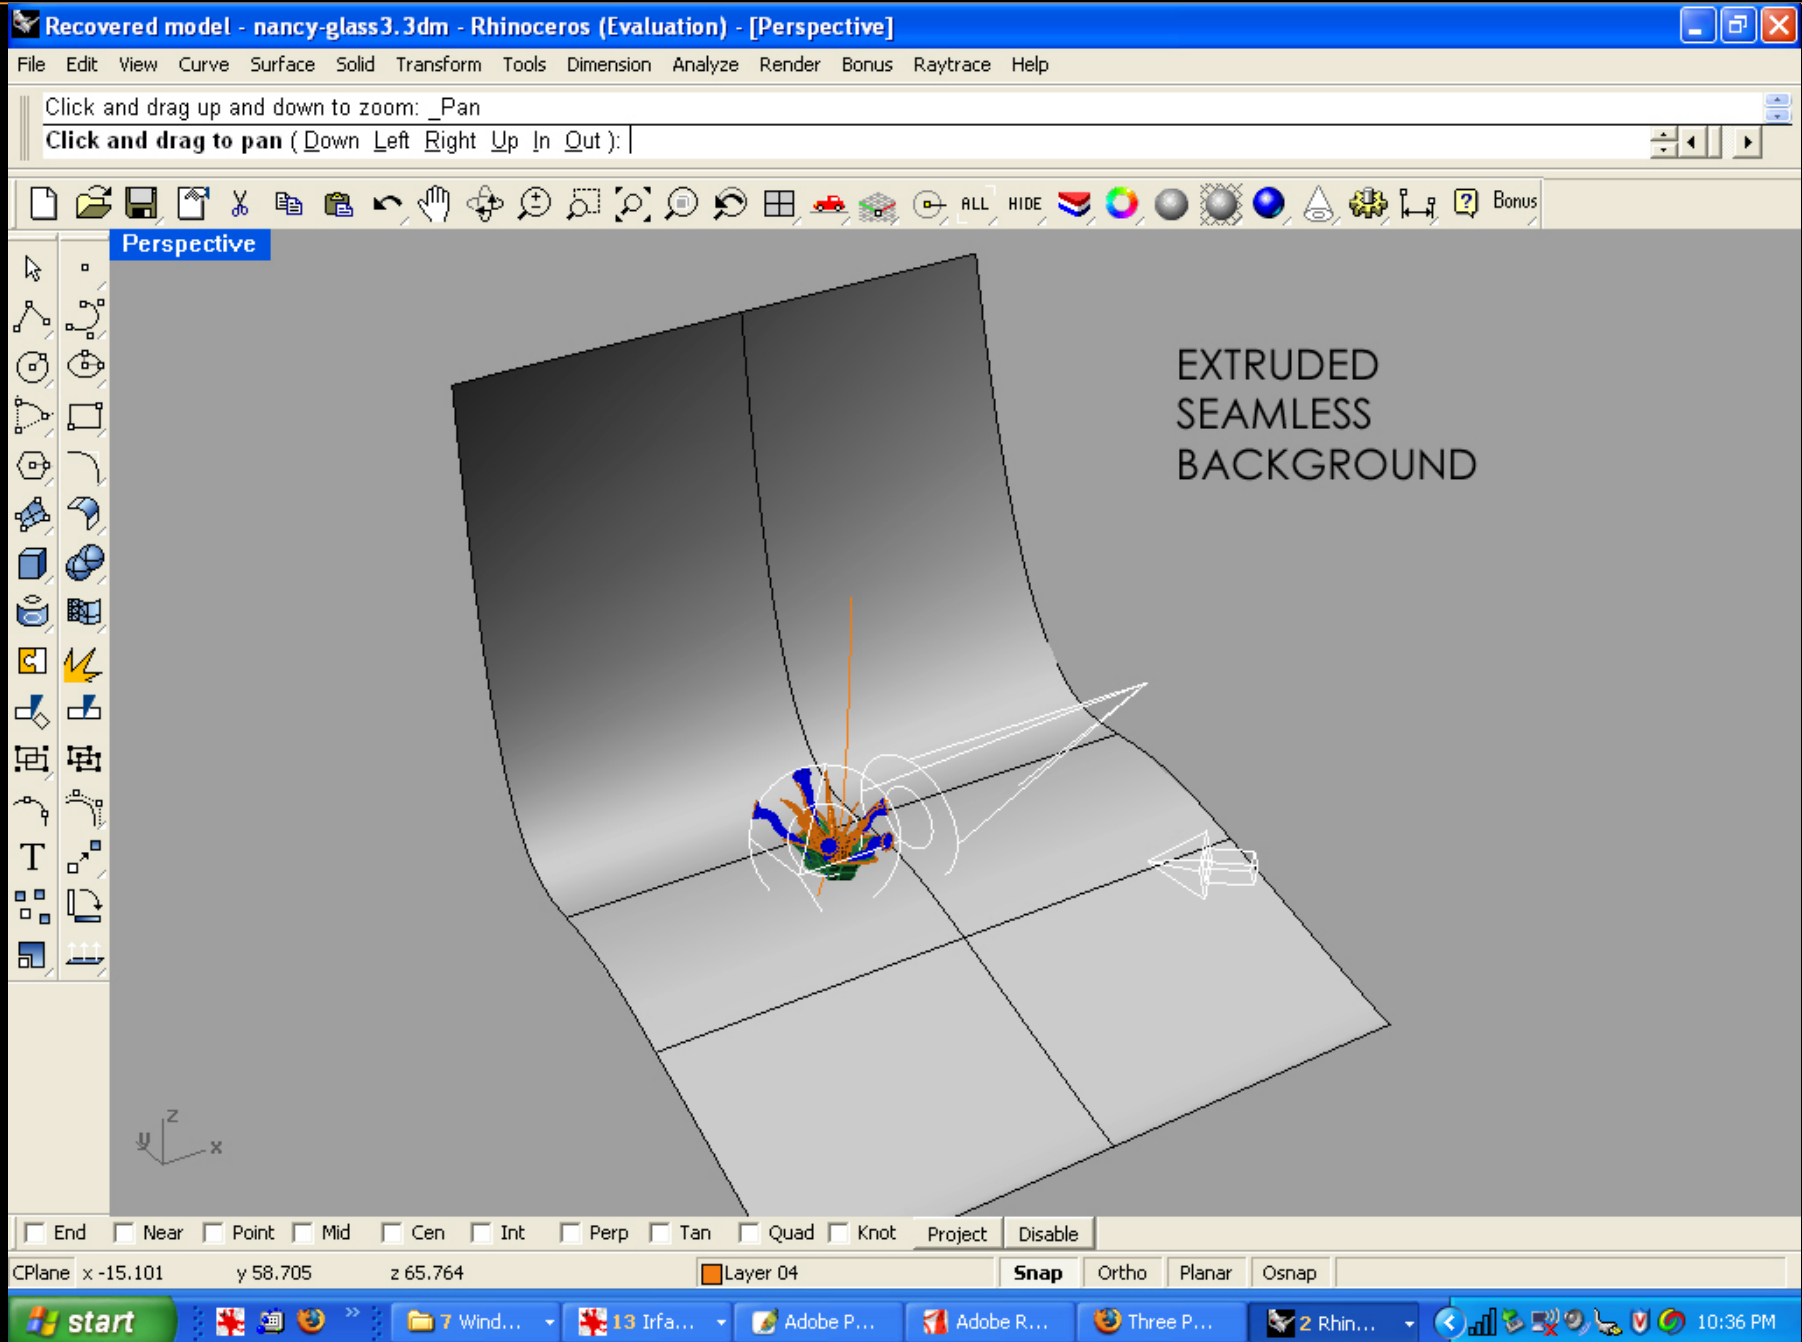 Recovered model - nancy-glass3.3dm - Rhinoceros (Evaluation) - [Perspective]
File Edit View Curve Surface Solid Transform Tools Dimension Analyze Render Bonus Raytrace Help
Click and drag up and down to zoom: _Pan
Click and drag to pan ( Down Left Right Up In Out ):
ALL HIDE Bonus
Perspective
EXTRUDED
SEAMLESS
BACKGROUND
T
z
y x
End Near Point Mid Cen Int Perp Tan Quad Knot Project Disable
CPlane x -15.101 y 58.705 z 65.764 Layer 04 Snap Ortho Planar Osnap
start 7 Wind... 13 Irfa... Adobe P... Adobe R... Three P... 2 Rhin... 10:36 PM